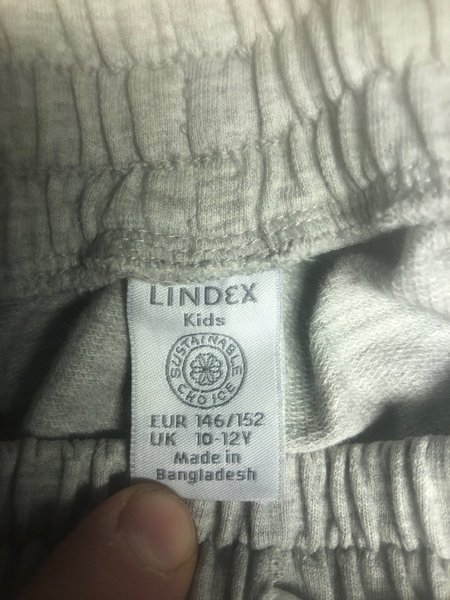 LINDEX
Kids
SUSTAINABLE
CHOICE
EUR 146/152
UK 10-12Y
Made in
Bangladesh